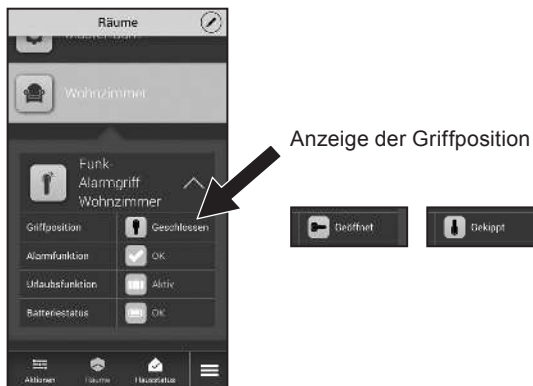 Räume
Wohnzimmer
Funk-
Alarmgriff
Wohnzimmer
Griffposition
Geschlossen
Alarmfunktion
OK
Urlaubsfunktion
Aktiv
Batteriestatus
OK
Aktionen
Räume
Hausstatus
Anzeige der Griffposition
Geöffnet
Gekippt